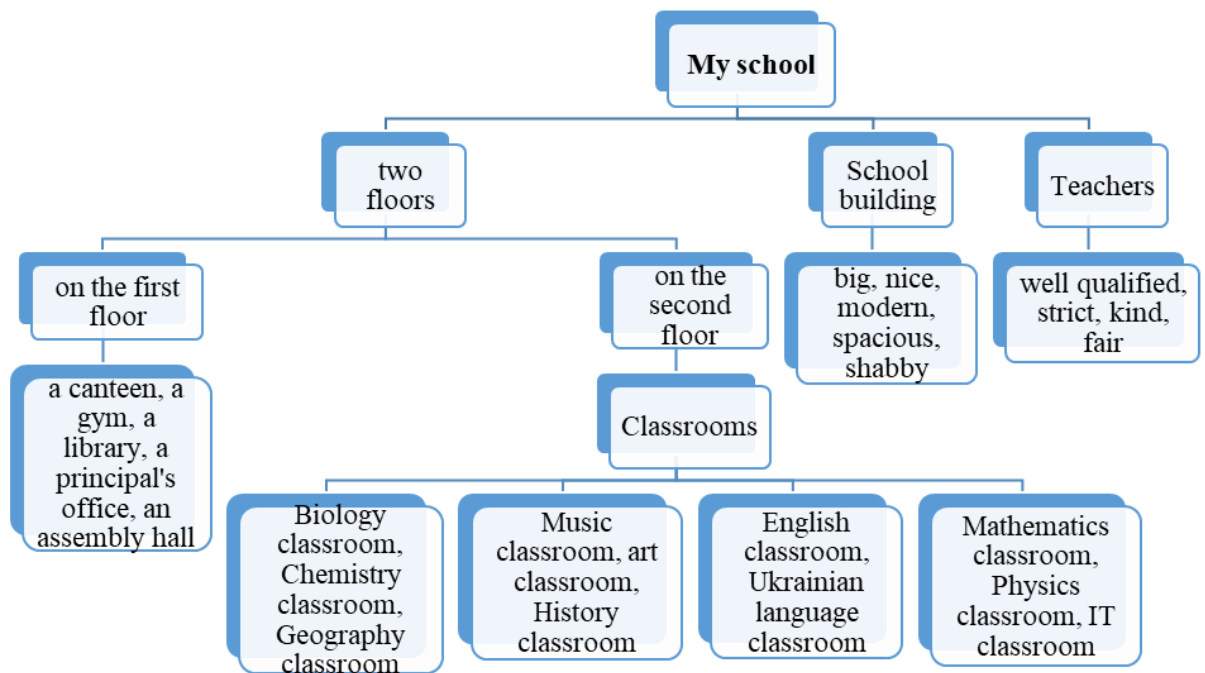 My school
two
floors
School
building
Teachers
on the first
floor
on the
second
floor
big, nice,
modern,
spacious,
shabby
well qualified,
strict, kind,
fair
a canteen, a
gym, a
library, a
principal's
office, an
assembly hall
Classrooms
Biology
classroom,
Chemistry
classroom,
Geography
classroom
Music
classroom, art
classroom,
History
classroom
English
classroom,
Ukrainian
language
classroom
Mathematics
classroom,
Physics
classroom, IT
classroom